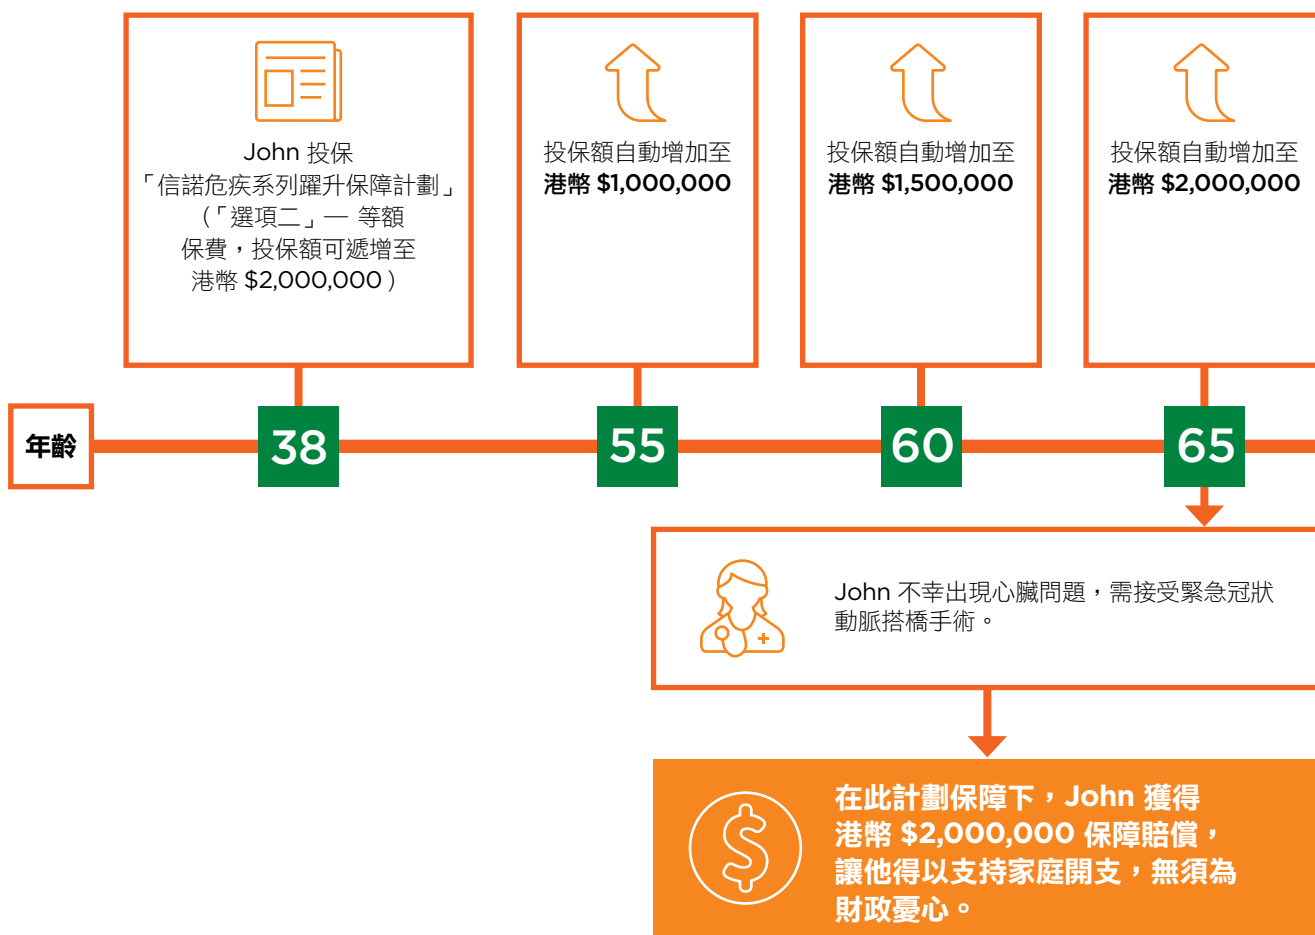 John 投保
「信諾危疾系列躍升保障計劃」
(「選項二」— 等額
保費，投保額可遞增至
港幣 $2,000,000)
投保額自動增加至
港幣 $1,000,000
投保額自動增加至
港幣 $1,500,000
投保額自動增加至
港幣 $2,000,000
年齡
38
55
60
65
John 不幸出現心臟問題，需接受緊急冠狀
動脈搭橋手術。
在此計劃保障下，John 獲得
港幣 $2,000,000 保障賠償，
讓他得以支持家庭開支，無須為
財政憂心。
$